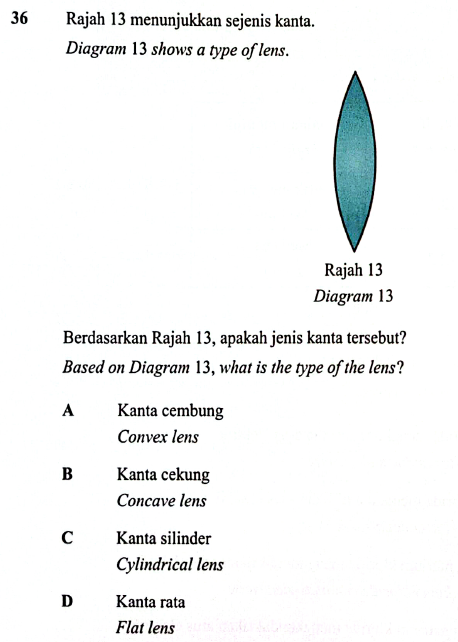 36 Rajah 13 menunjukkan sejenis kanta.
Diagram 13 shows a type of lens.
Rajah 13
Diagram 13
Berdasarkan Rajah 13, apakah jenis kanta tersebut?
Based on Diagram 13, what is the type of the lens?
A Kanta cembung
Convex lens
B Kanta cekung
Concave lens
C Kanta silinder
Cylindrical lens
D Kanta rata
Flat lens